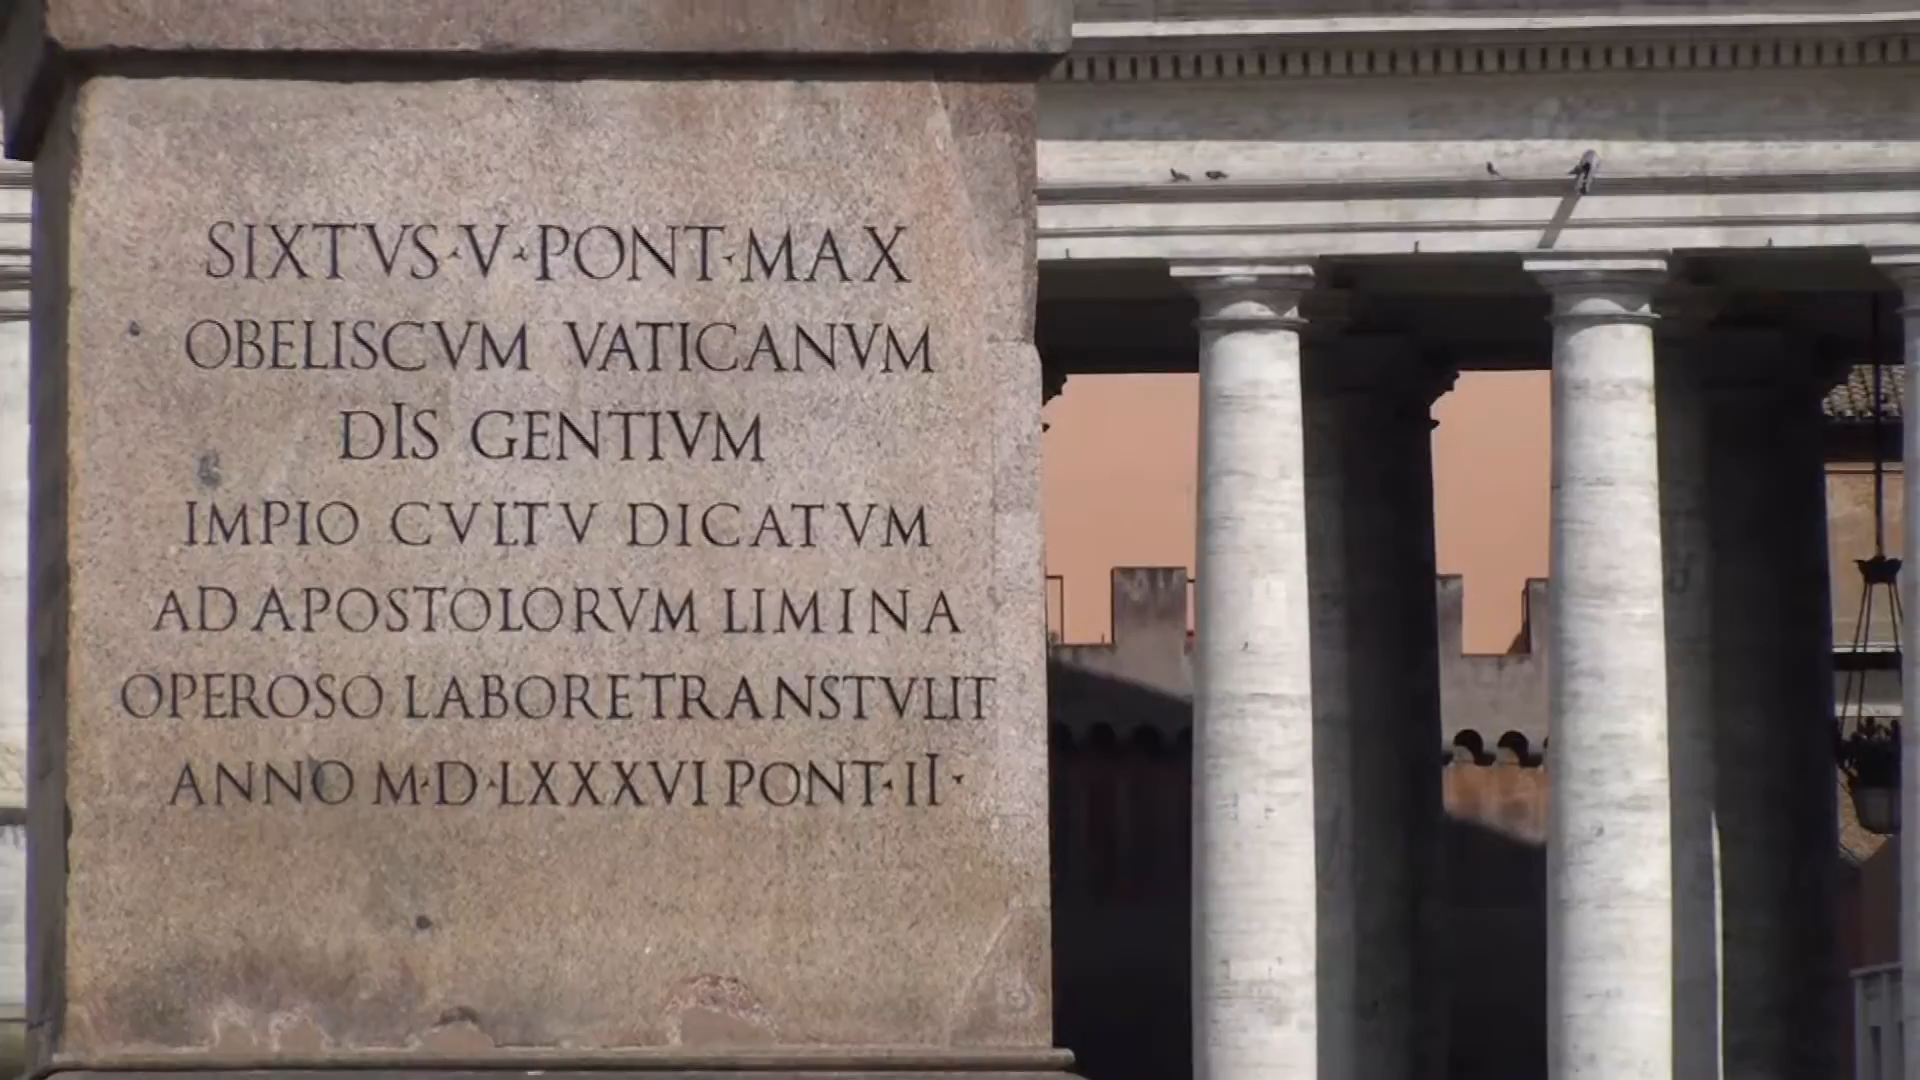 SIXTVS·V·PONT·MAX
OBELISCVM VATICANVM
DIS GENTIVM
IMPIO CVLTV DICATVM
AD APOSTOLORVM LIMINA
OPEROSO LABORE TRANSTVLIT
ANNO M·D·LXXXVI PONT·II·